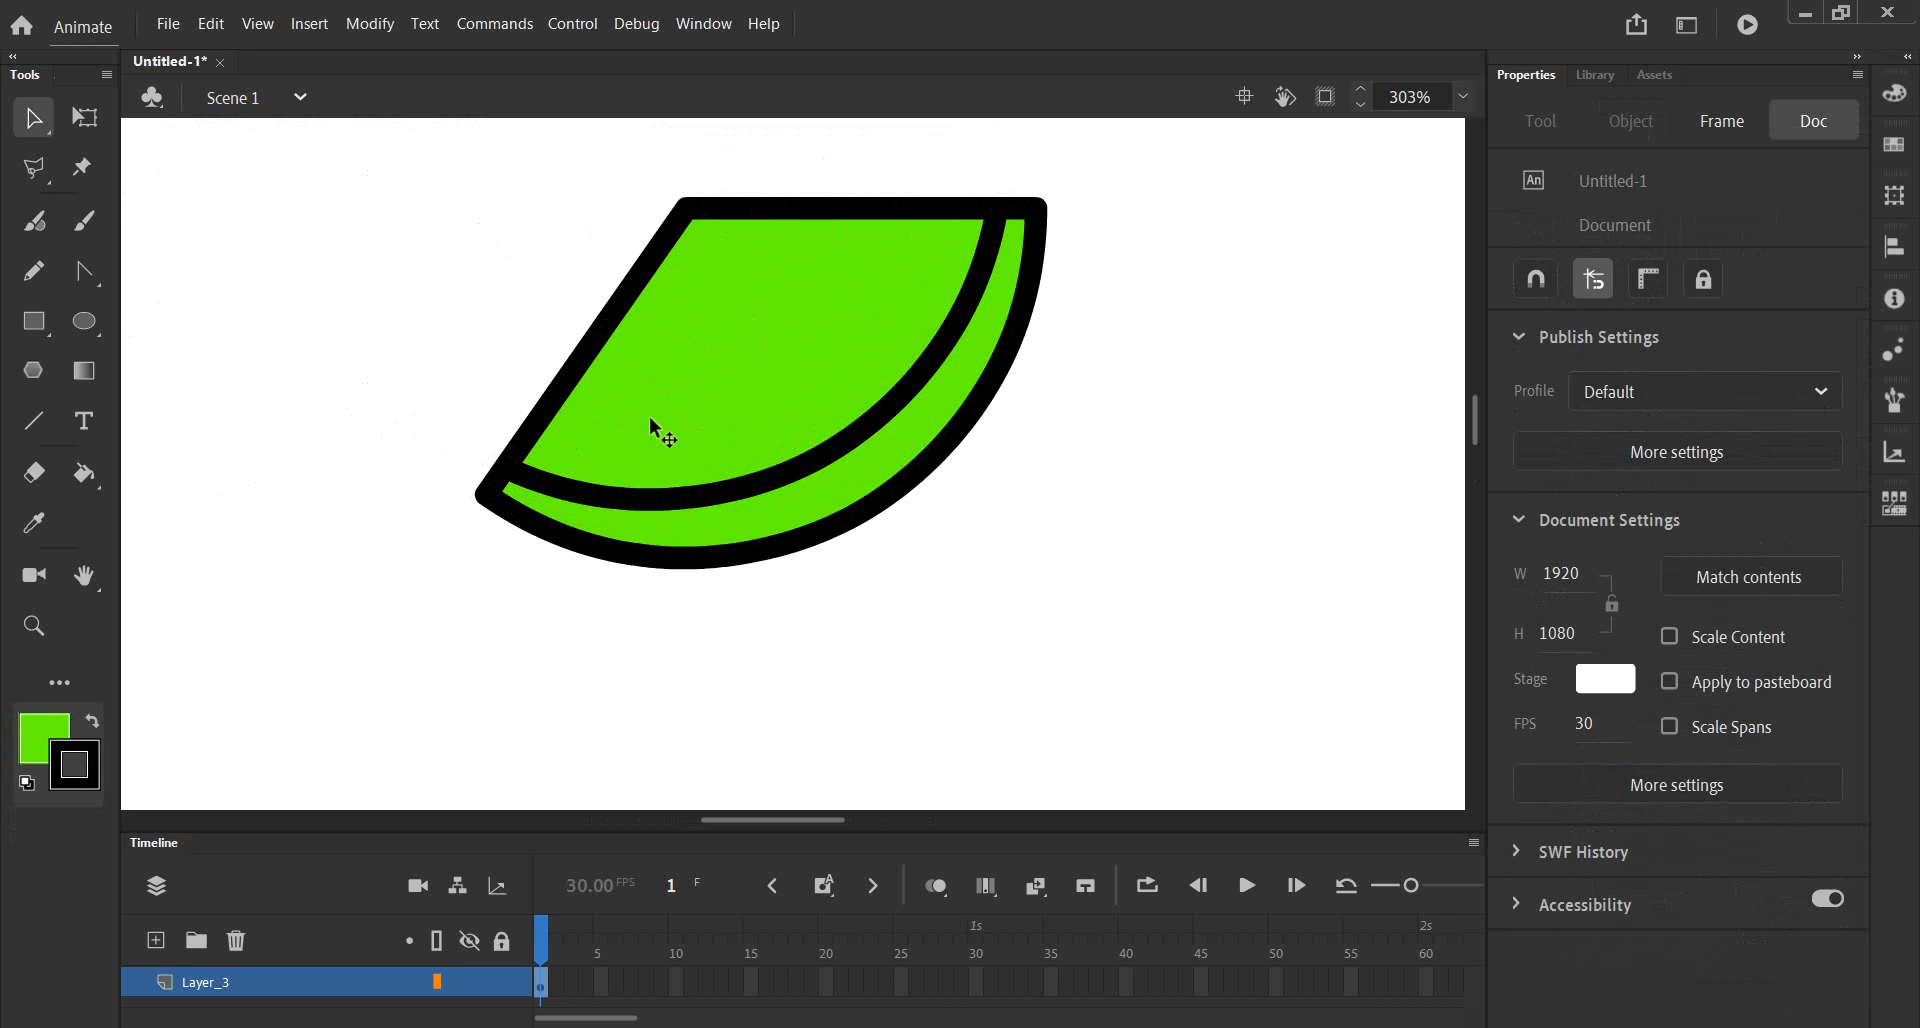 Animate File Edit View Insert Modify Text Commands Control Debug Window Help
Tools
Untitled-1*
Scene 1
303%
Properties Library Assets
Tool Object Frame Doc
An Untitled-1
Document
Publish Settings
Profile Default
More settings
Document Settings
W 1920
Match contents
H 1080
Scale Content
Stage
Apply to pasteboard
FPS 30
Scale Spans
More settings
SWF History
Accessibility
Timeline
30.00 FPS 1 F
1s 2s
5 10 15 20 25 30 35 40 45 50 55 60
Layer_3